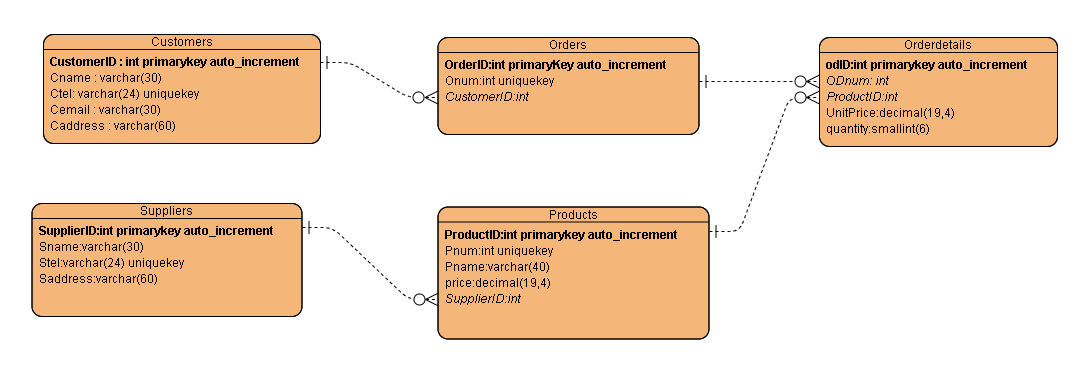 Customers
CustomerID : int primarykey auto_increment
Cname : varchar(30)
Ctel: varchar(24) uniquekey
Cemail : varchar(30)
Caddress : varchar(60)
Orders
OrderID:int primaryKey auto_increment
Onum:int uniquekey
CustomerID:int
Orderdetails
odID:int primarykey auto_increment
ODnum: int
ProductID:int
UnitPrice:decimal(19,4)
quantity:smallint(6)
Suppliers
SupplierID:int primarykey auto_increment
Sname:varchar(30)
Stel:varchar(24) uniquekey
Saddress:varchar(60)
Products
ProductID:int primarykey auto_increment
Pnum:int uniquekey
Pname:varchar(40)
price:decimal(19,4)
SupplierID:int